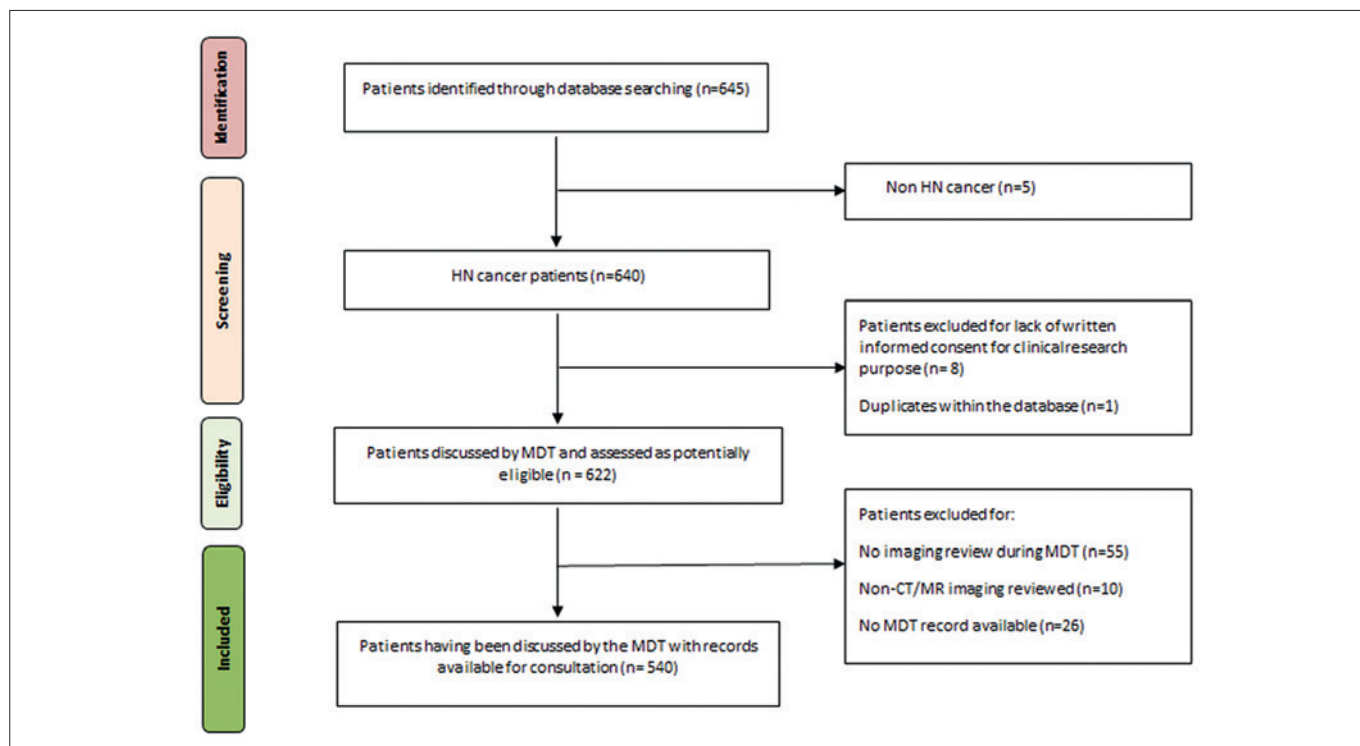 Identification
Patients identified through database searching (n=645)
Non HN cancer (n=5)
Screening
HN cancer patients (n=640)
Patients excluded for lack of written
informed consent for clinical research
purpose (n= 8)
Duplicates within the database (n=1)
Eligibility
Patients discussed by MDT and assessed as potentially
eligible (n = 622)
Patients excluded for:
No imaging review during MDT (n=55)
Non-CT/MR imaging reviewed (n=10)
No MDT record available (n=26)
Included
Patients having been discussed by the MDT with records
available for consultation (n= 540)